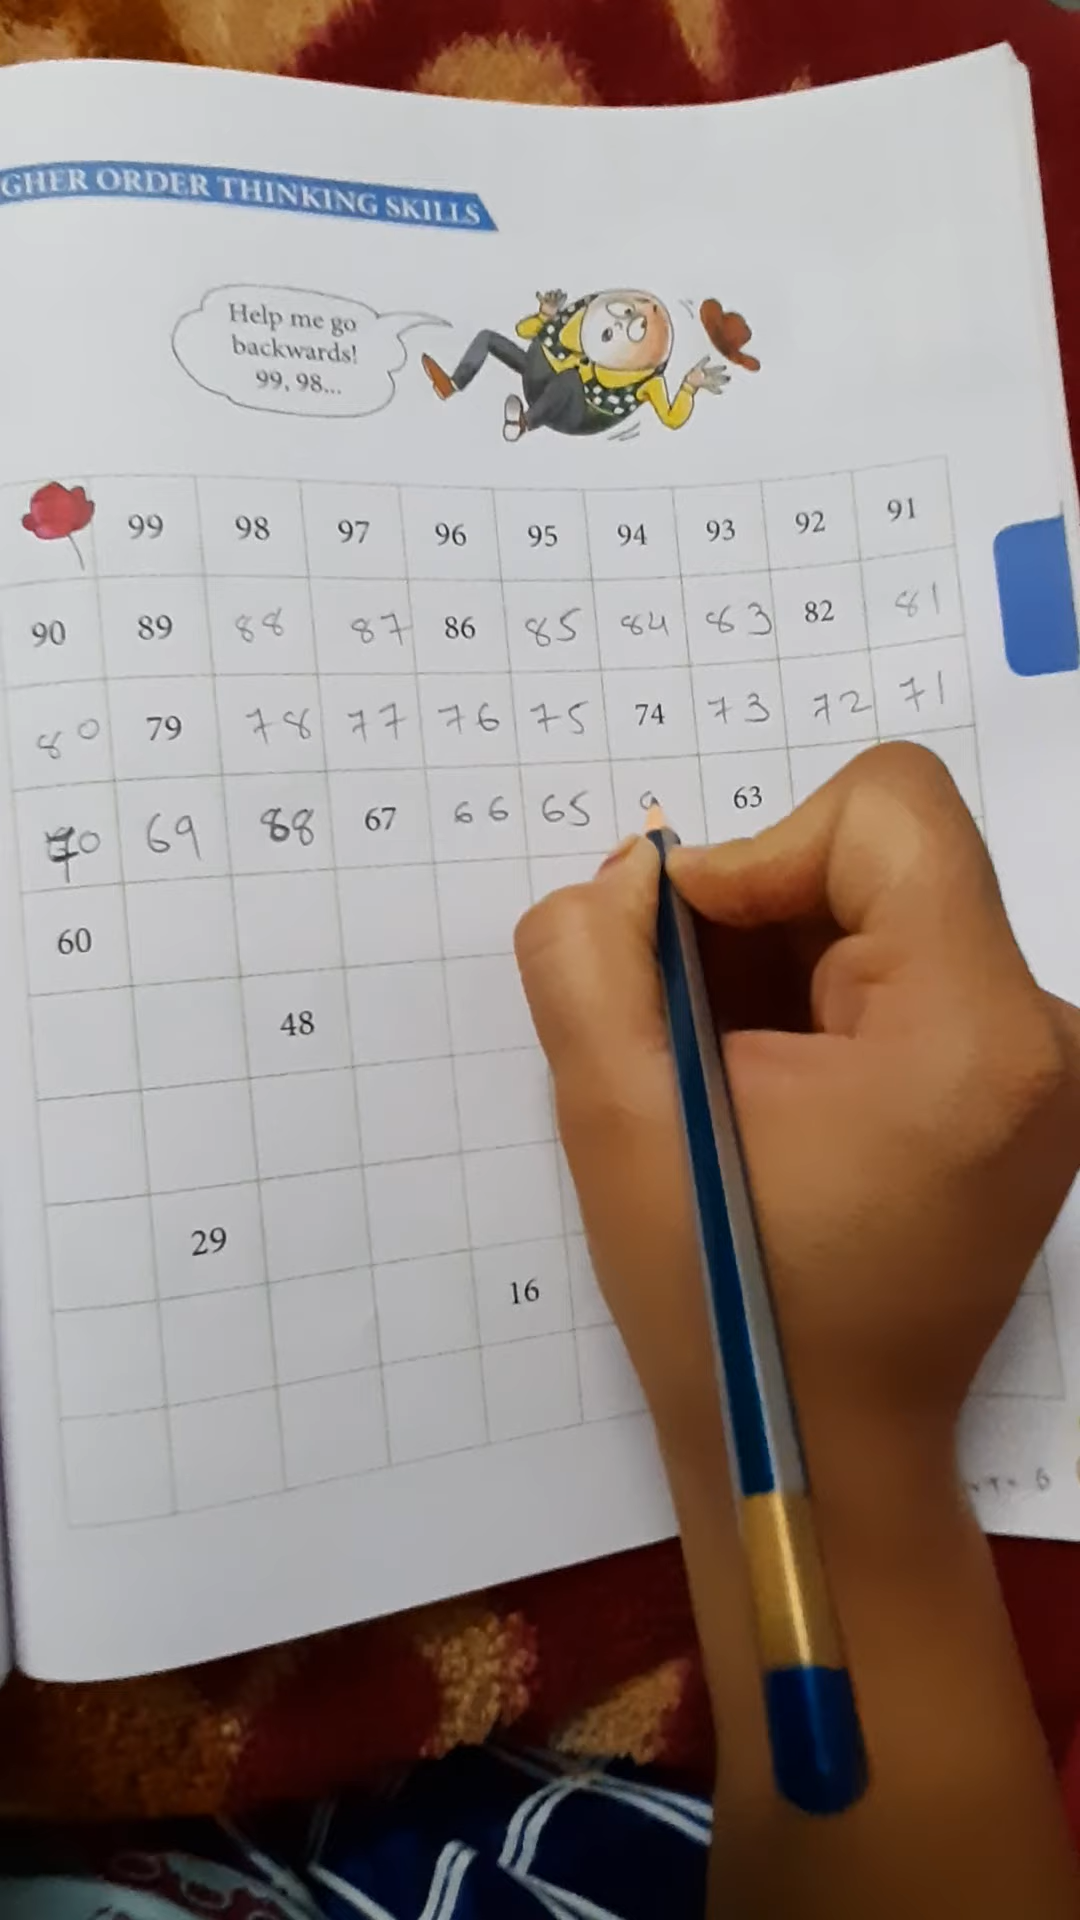 GHER ORDER THINKING SKILLS
Help me go
backwards!
99, 98...
99 98 97 96 95 94 93 92 91
90 89 88 87 86 85 84 83 82 81
80 79 78 77 76 75 74 73 72 71
70 69 88 67 66 65 63
60
48
29
16